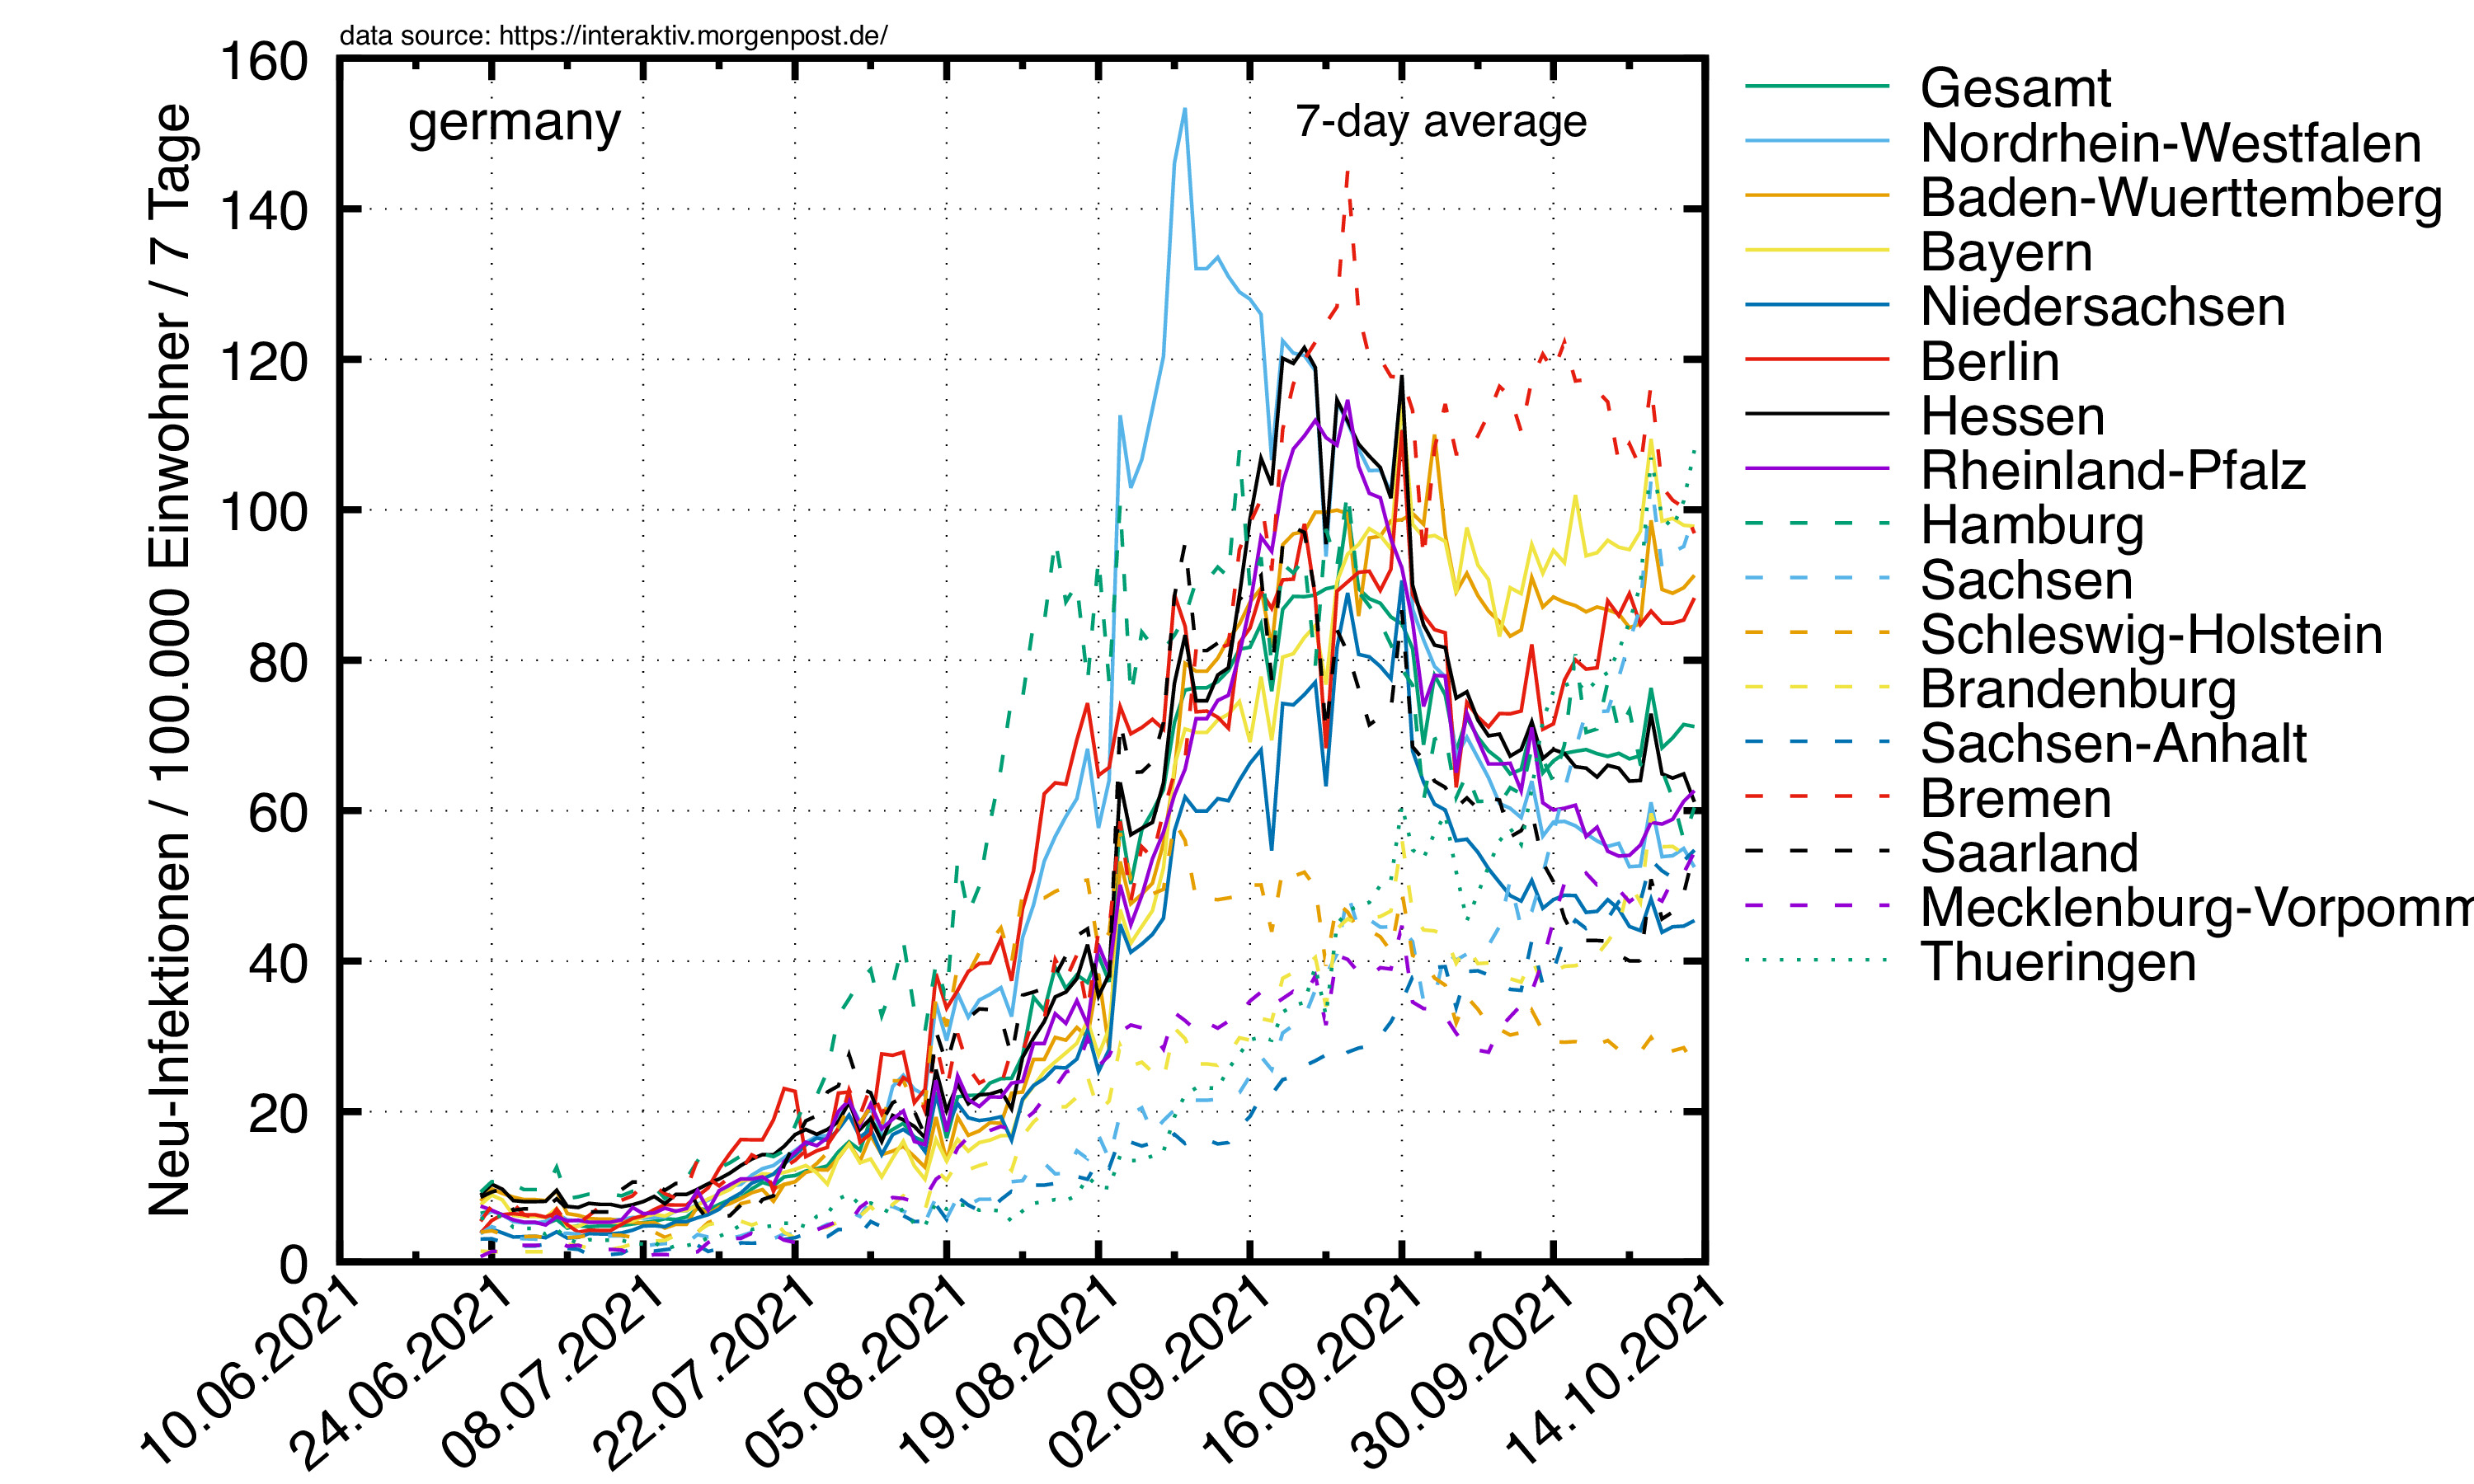 data source: https://interaktiv.morgenpost.de/
germany
7-day average
Neu-Infektionen / 100.000 Einwohner / 7 Tage
160
140
120
100
80
60
40
20
0
10.06.2021
24.06.2021
08.07.2021
22.07.2021
05.08.2021
19.08.2021
02.09.2021
16.09.2021
30.09.2021
14.10.2021
Gesamt
Nordrhein-Westfalen
Baden-Wuerttemberg
Bayern
Niedersachsen
Berlin
Hessen
Rheinland-Pfalz
Hamburg
Sachsen
Schleswig-Holstein
Brandenburg
Sachsen-Anhalt
Bremen
Saarland
Mecklenburg-Vorpomm
Thueringen